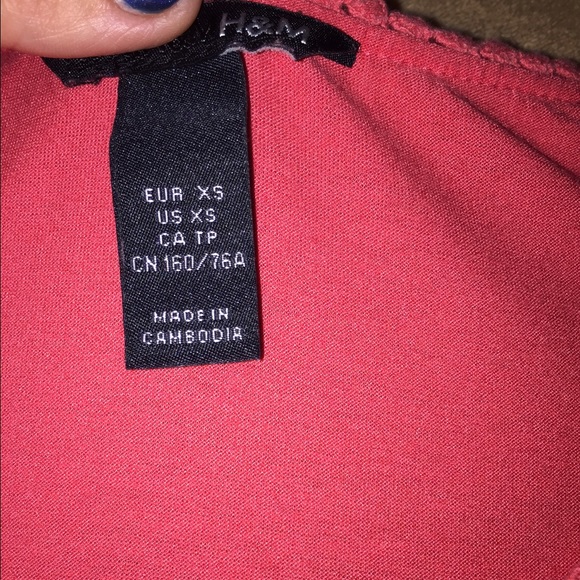 H&M
EUR XS
US XS
CA TP
CN 160/76A
MADE IN
CAMBODIA